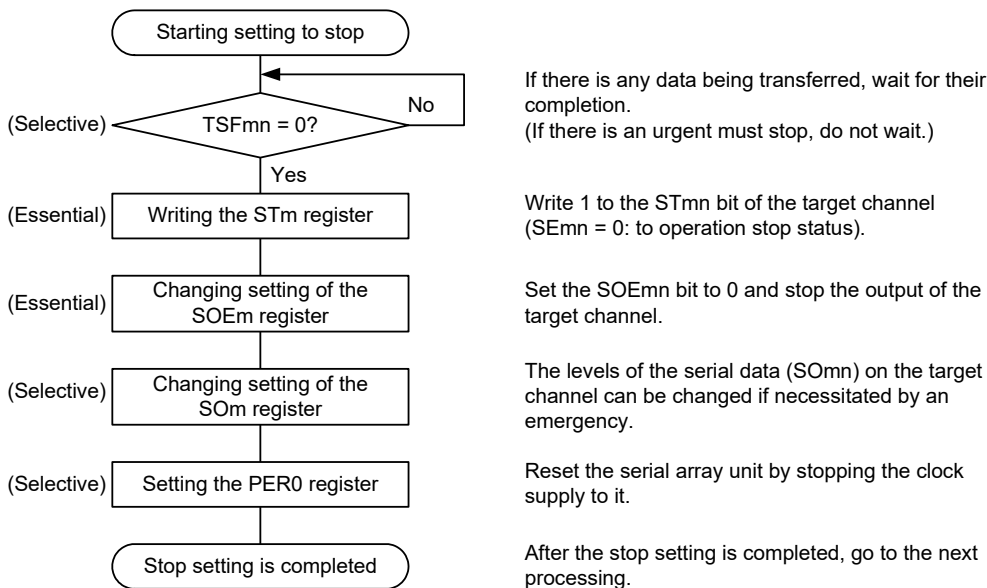 Starting setting to stop
If there is any data being transferred, wait for their
completion.
(If there is an urgent must stop, do not wait.)
(Selective)
TSFmn = 0?
No
Yes
(Essential)
Writing the STm register
Write 1 to the STmn bit of the target channel
(SEmn = 0: to operation stop status).
(Essential)
Changing setting of the
SOEm register
Set the SOEmn bit to 0 and stop the output of the
target channel.
(Selective)
Changing setting of the
SOm register
The levels of the serial data (SOmn) on the target
channel can be changed if necessitated by an
emergency.
(Selective)
Setting the PER0 register
Reset the serial array unit by stopping the clock
supply to it.
Stop setting is completed
After the stop setting is completed, go to the next
processing.